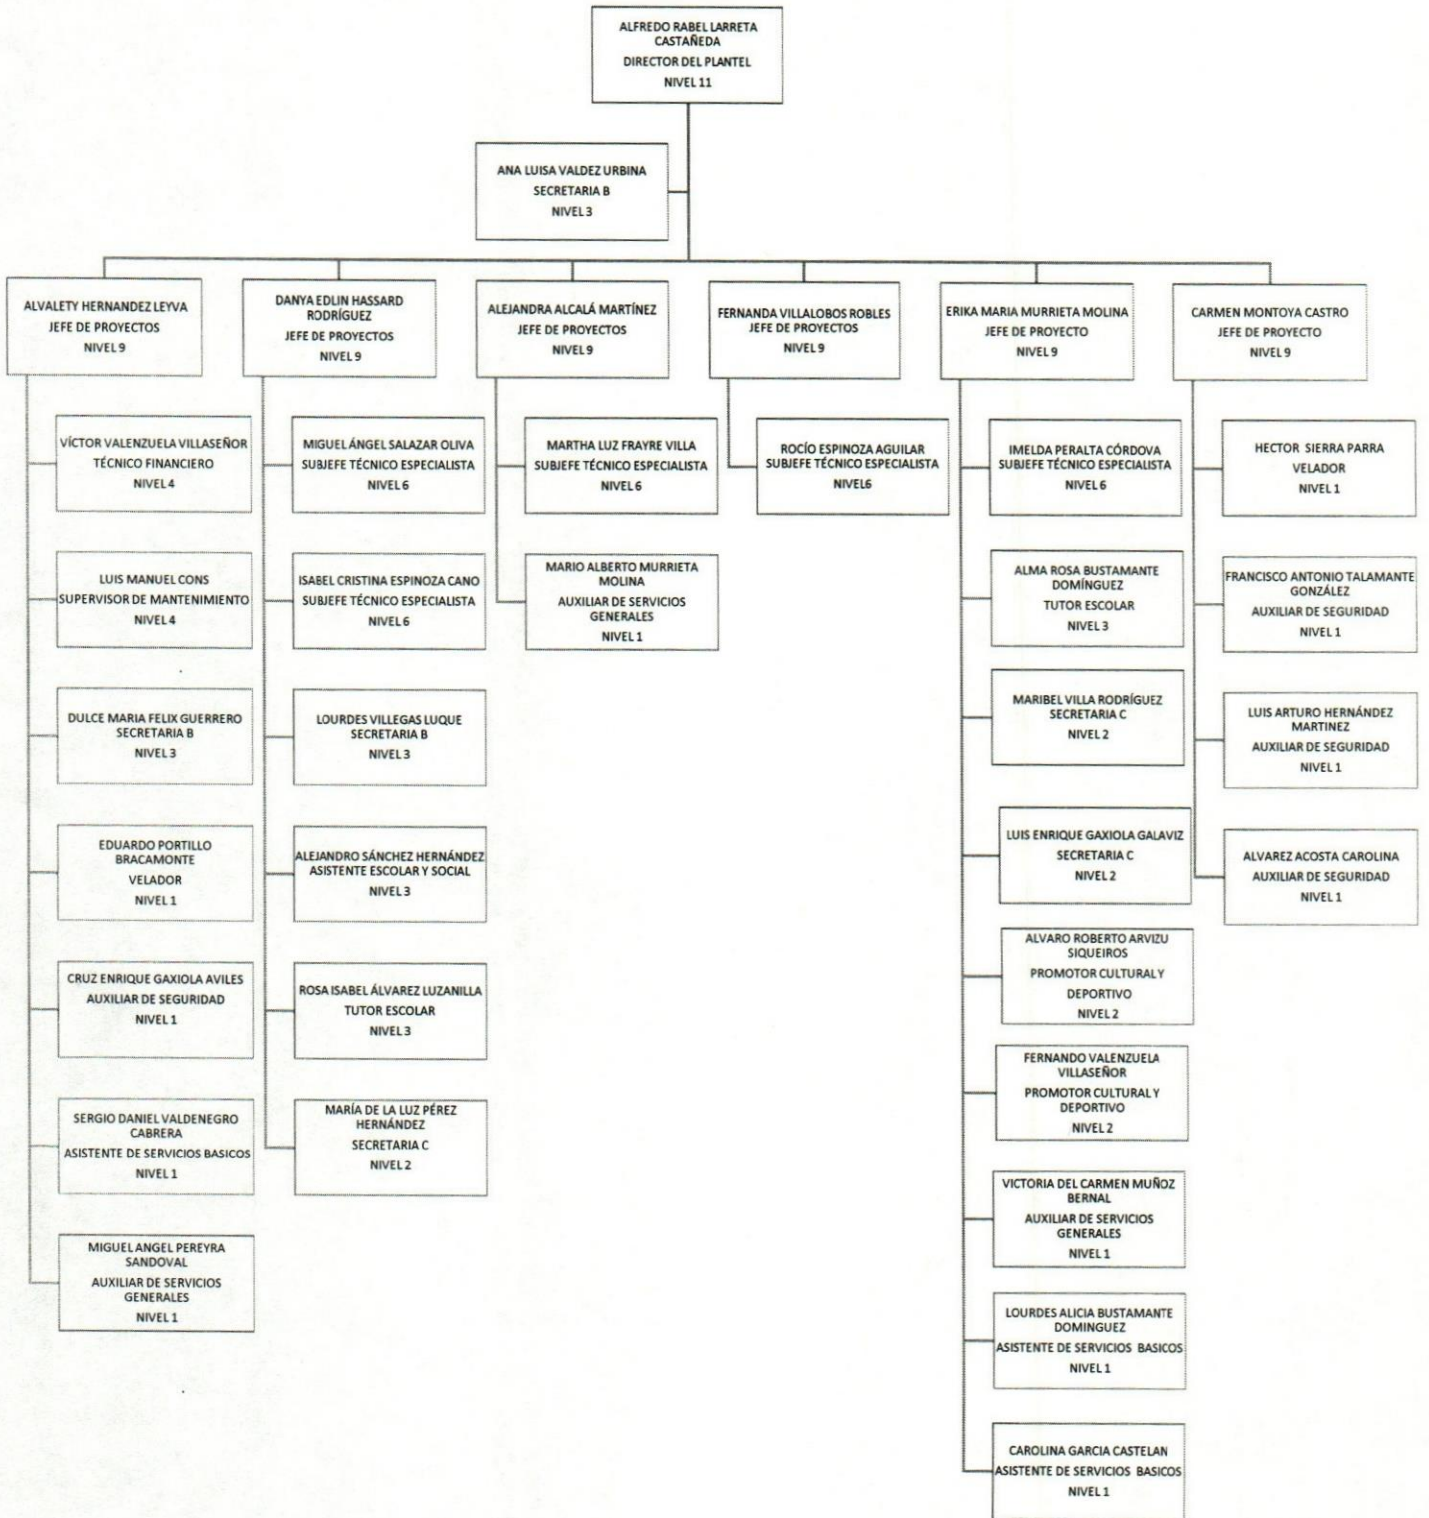 ALFREDO RABEL LARRETA
CASTAÑEDA
DIRECTOR DEL PLANTEL
NIVEL 11
ANA LUISA VALDEZ URBINA
SECRETARIA B
NIVEL 3
ALVALETY HERNANDEZ LEYVA
JEFE DE PROYECTOS
NIVEL 9
DANYA EDLIN HASSARD
RODRÍGUEZ
JEFE DE PROYECTOS
NIVEL 9
ALEJANDRA ALCALÁ MARTÍNEZ
JEFE DE PROYECTOS
NIVEL 9
FERNANDA VILLALOBOS ROBLES
JEFE DE PROYECTOS
NIVEL 9
ERIKA MARIA MURRIETA MOLINA
JEFE DE PROYECTO
NIVEL 9
CARMEN MONTOYA CASTRO
JEFE DE PROYECTO
NIVEL 9
VÍCTOR VALENZUELA VILLASEÑOR
TÉCNICO FINANCIERO
NIVEL 4
LUIS MANUEL CONS
SUPERVISOR DE MANTENIMIENTO
NIVEL 4
DULCE MARIA FELIX GUERRERO
SECRETARIA B
NIVEL 3
EDUARDO PORTILLO
BRACAMONTE
VELADOR
NIVEL 1
CRUZ ENRIQUE GAXIOLA AVILES
AUXILIAR DE SEGURIDAD
NIVEL 1
SERGIO DANIEL VALDENEGRO
CABRERA
ASISTENTE DE SERVICIOS BASICOS
NIVEL 1
MIGUEL ANGEL PEREYRA
SANDOVAL
AUXILIAR DE SERVICIOS
GENERALES
NIVEL 1
MIGUEL ÁNGEL SALAZAR OLIVA
SUBJEFE TÉCNICO ESPECIALISTA
NIVEL 6
ISABEL CRISTINA ESPINOZA CANO
SUBJEFE TÉCNICO ESPECIALISTA
NIVEL 6
LOURDES VILLEGAS LUQUE
SECRETARIA B
NIVEL 3
ALEJANDRO SÁNCHEZ HERNÁNDEZ
ASISTENTE ESCOLAR Y SOCIAL
NIVEL 3
ROSA ISABEL ÁLVAREZ LUZANILLA
TUTOR ESCOLAR
NIVEL 3
MARÍA DE LA LUZ PÉREZ
HERNÁNDEZ
SECRETARIA C
NIVEL 2
MARTHA LUZ FRAYRE VILLA
SUBJEFE TÉCNICO ESPECIALISTA
NIVEL 6
MARIO ALBERTO MURRIETA
MOLINA
AUXILIAR DE SERVICIOS
GENERALES
NIVEL 1
ROCÍO ESPINOZA AGUILAR
SUBJEFE TÉCNICO ESPECIALISTA
NIVEL6
IMELDA PERALTA CÓRDOVA
SUBJEFE TÉCNICO ESPECIALISTA
NIVEL 6
ALMA ROSA BUSTAMANTE
DOMÍNGUEZ
TUTOR ESCOLAR
NIVEL 3
MARIBEL VILLA RODRÍGUEZ
SECRETARIA C
NIVEL 2
LUIS ENRIQUE GAXIOLA GALAVIZ
SECRETARIA C
NIVEL 2
ALVARO ROBERTO ARVIZU
SIQUEIROS
PROMOTOR CULTURAL Y
DEPORTIVO
NIVEL 2
FERNANDO VALENZUELA
VILLASEÑOR
PROMOTOR CULTURAL Y
DEPORTIVO
NIVEL 2
VICTORIA DEL CARMEN MUÑOZ
BERNAL
AUXILIAR DE SERVICIOS
GENERALES
NIVEL 1
LOURDES ALICIA BUSTAMANTE
DOMINGUEZ
ASISTENTE DE SERVICIOS BASICOS
NIVEL 1
CAROLINA GARCIA CASTELAN
ASISTENTE DE SERVICIOS BASICOS
NIVEL 1
HECTOR SIERRA PARRA
VELADOR
NIVEL 1
FRANCISCO ANTONIO TALAMANTE
GONZÁLEZ
AUXILIAR DE SEGURIDAD
NIVEL 1
LUIS ARTURO HERNÁNDEZ
MARTINEZ
AUXILIAR DE SEGURIDAD
NIVEL 1
ALVAREZ ACOSTA CAROLINA
AUXILIAR DE SEGURIDAD
NIVEL 1